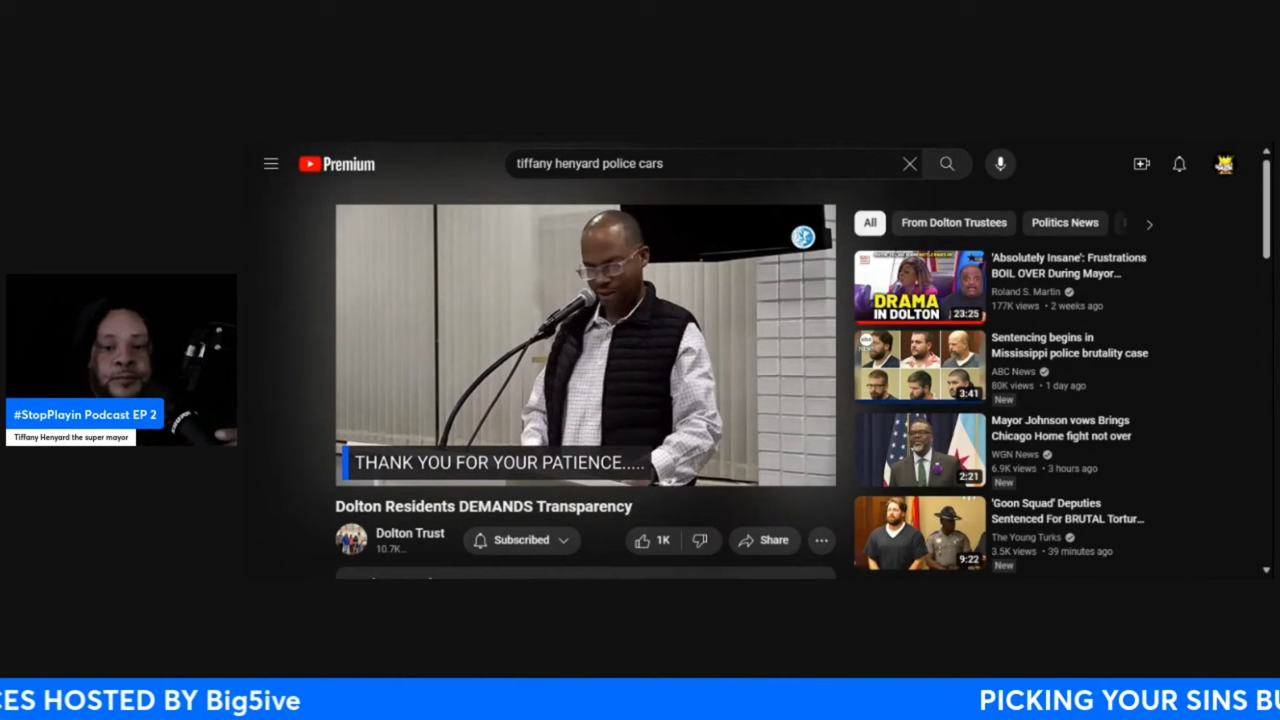 Premium
tiffany henyard police cars
All
From Dolton Trustees
Politics News
'Absolutely Insane': Frustrations
BOIL OVER During Mayor...
Roland S. Martin
177K views • 2 weeks ago
DRAMA
IN DOLTON
23:25
Sentencing begins in
Mississippi police brutality case
ABC News
80K views • 1 day ago
New
3:41
Mayor Johnson vows Brings
Chicago Home fight not over
WGN News
6.9K views • 3 hours ago
New
2:21
'Goon Squad' Deputies
Sentenced For BRUTAL Tortur...
The Young Turks
3.5K views • 39 minutes ago
New
9:22
THANK YOU FOR YOUR PATIENCE.....
Dolton Residents DEMANDS Transparency
Dolton Trust
10.7K...
Subscribed
1K
Share
#StopPlayin Podcast EP 2
Tiffany Henyard the super mayor
CES HOSTED BY Big5ive
PICKING YOUR SINS BU